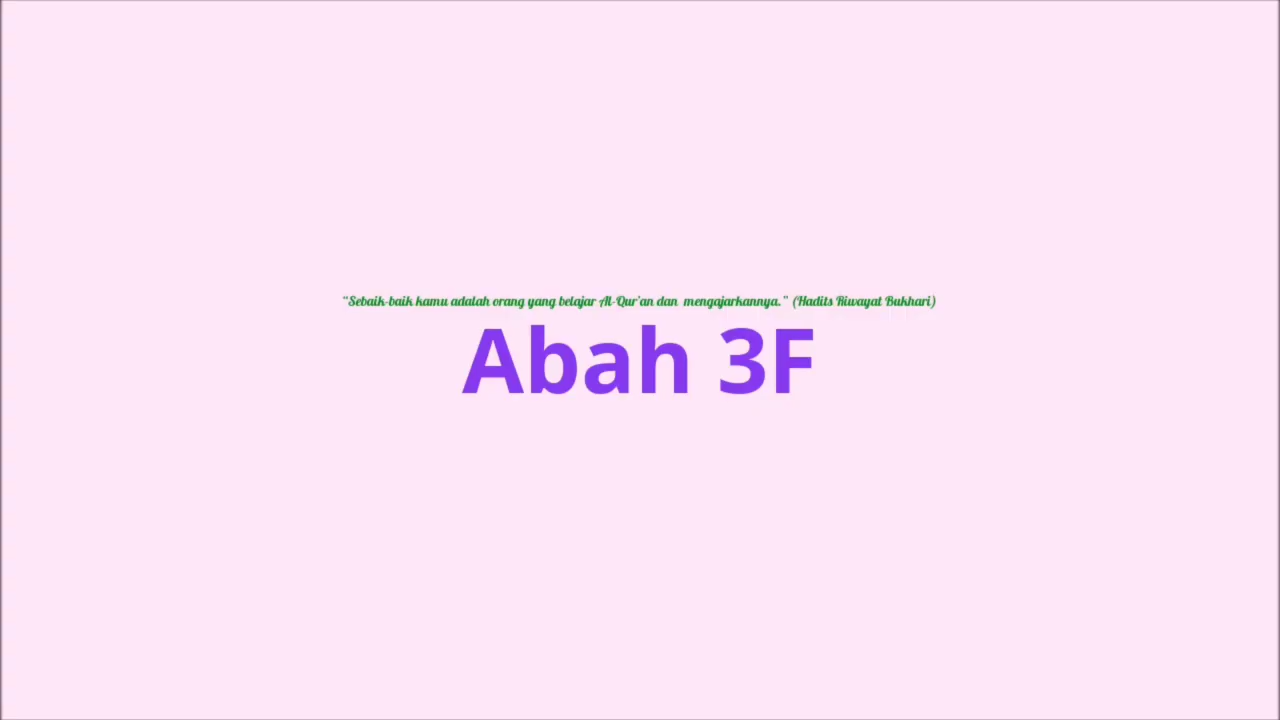 “Sebaik-baik kamu adalah orang yang belajar Al-Qur’an dan  mengajarkannya.” (Hadits Riwayat Bukhari)
Abah 3F